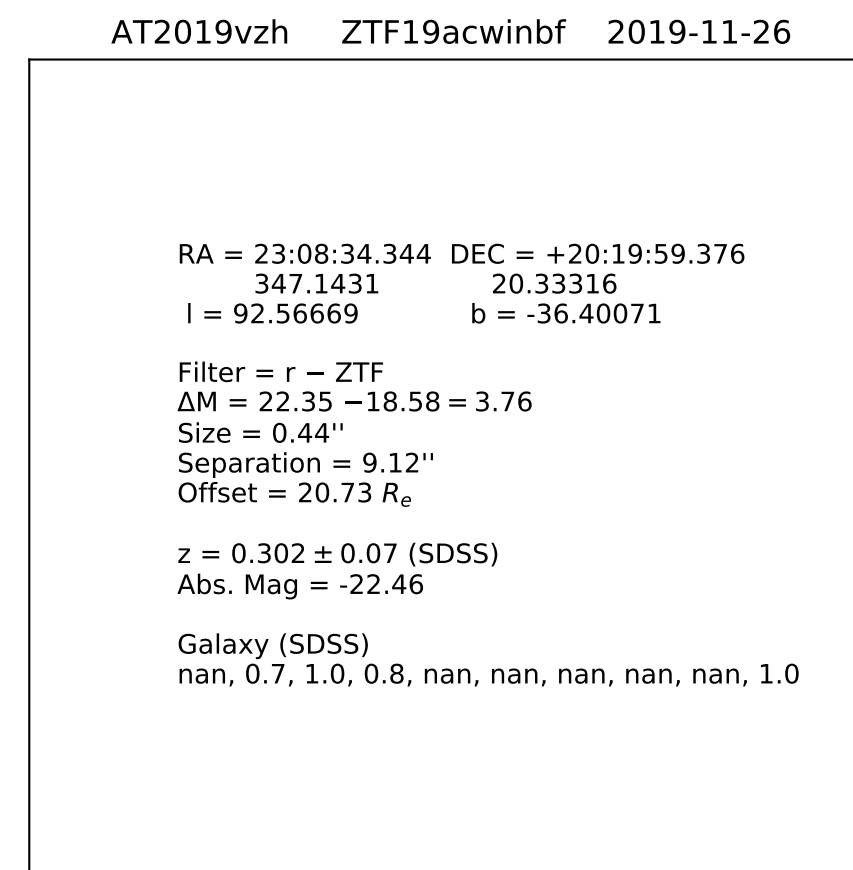 AT2019vzh ZTF19acwinbf 2019-11-26
RA = 23:08:34.344 DEC = +20:19:59.376
347.1431 20.33316
l = 92.56669 b = -36.40071
Filter = r − ZTF
ΔM = 22.35 −18.58 = 3.76
Size = 0.44''
Separation = 9.12''
Offset = 20.73 Re
z = 0.302 ± 0.07 (SDSS)
Abs. Mag = -22.46
Galaxy (SDSS)
nan, 0.7, 1.0, 0.8, nan, nan, nan, nan, nan, 1.0